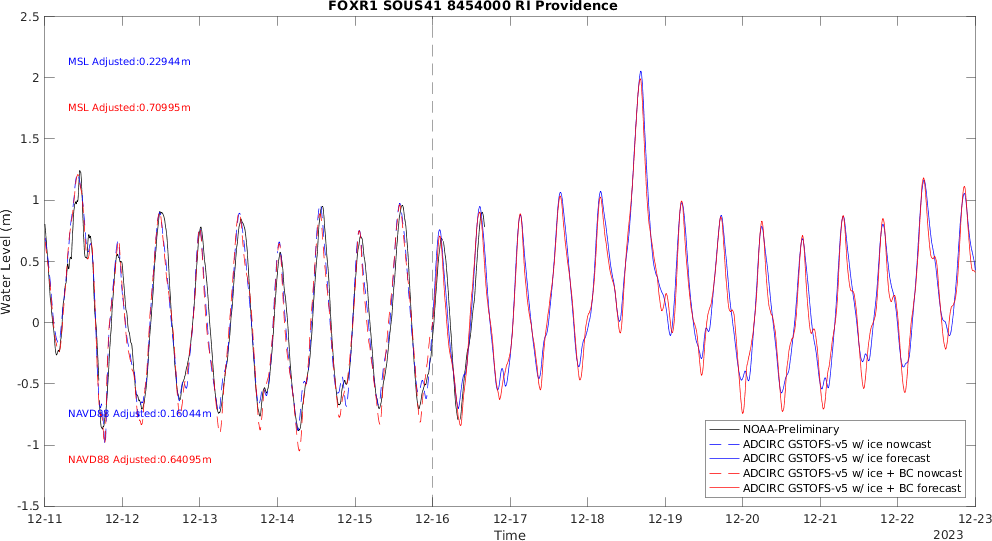 FOXR1 SOUS41 8454000 RI Providence
2.5
2
1.5
1
0.5
0
-0.5
-1
-1.5
Water Level (m)
MSL Adjusted:0.22944m
MSL Adjusted:0.70995m
NAVD88 Adjusted:0.16044m
NAVD88 Adjusted:0.64095m
NOAA-Preliminary
ADCIRC GSTOFS-v5 w/ ice nowcast
ADCIRC GSTOFS-v5 w/ ice forecast
ADCIRC GSTOFS-v5 w/ ice + BC nowcast
ADCIRC GSTOFS-v5 w/ ice + BC forecast
12-11 12-12 12-13 12-14 12-15 12-16 12-17 12-18 12-19 12-20 12-21 12-22 12-23
Time
2023